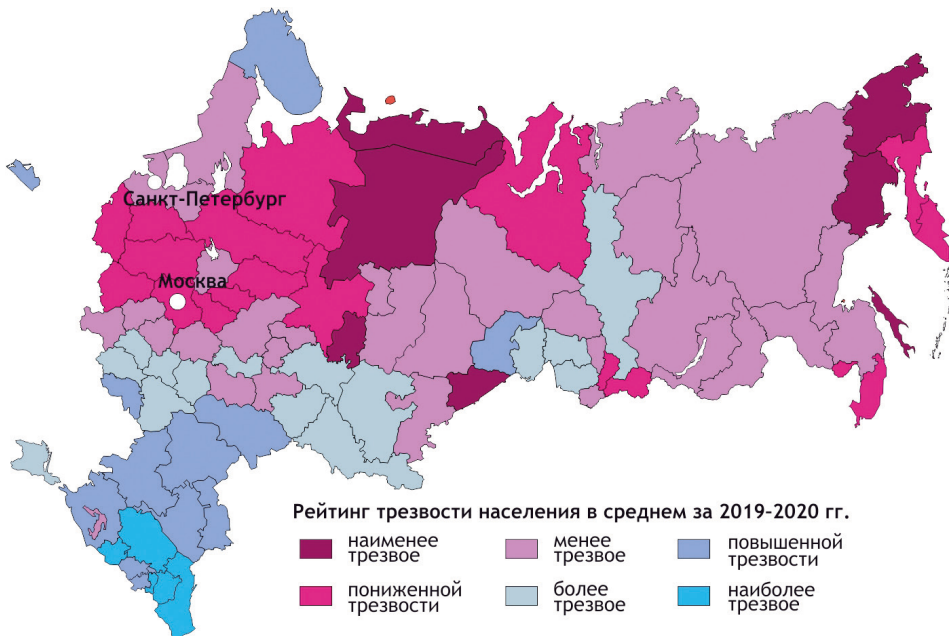 Санкт-Петербург
Москва
Рейтинг трезвости населения в среднем за 2019-2020 гг.
наименее
трезвое
менее
трезвое
повышенной
трезвости
пониженной
трезвости
более
трезвое
наиболее
трезвое